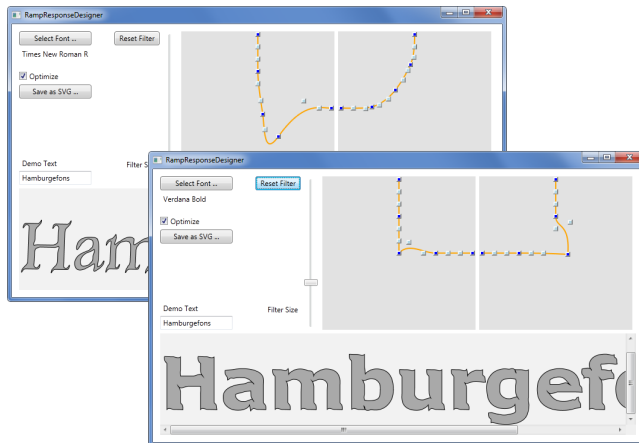 RampResponseDesigner
Select Font ...
Reset Filter
Times New Roman R
Optimize
Save as SVG ...
Demo Text
Filter S
Hamburgefons
Ham
RampResponseDesigner
Select Font ...
Reset Filter
Verdana Bold
Optimize
Save as SVG ...
Demo Text
Filter Size
Hamburgefons
Hamburgef